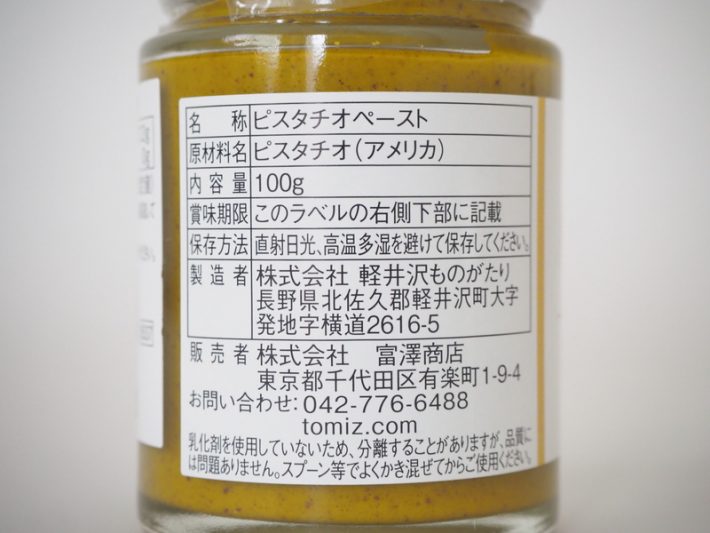 名称 ピスタチオペースト
原材料名 ピスタチオ(アメリカ)
内容量 100g
賞味期限 このラベルの右側下部に記載
保存方法 直射日光、高温多湿を避けて保存してください。
製造者 株式会社 軽井沢ものがたり
長野県北佐久郡軽井沢町大字
発地字横道2616-5
販売者 株式会社 富澤商店
東京都千代田区有楽町1-9-4
お問い合わせ:042-776-6488
tomiz.com
乳化剤を使用していないため、分離することがありますが、品質に
は問題ありません。スプーン等でよくかき混ぜてからご使用ください。